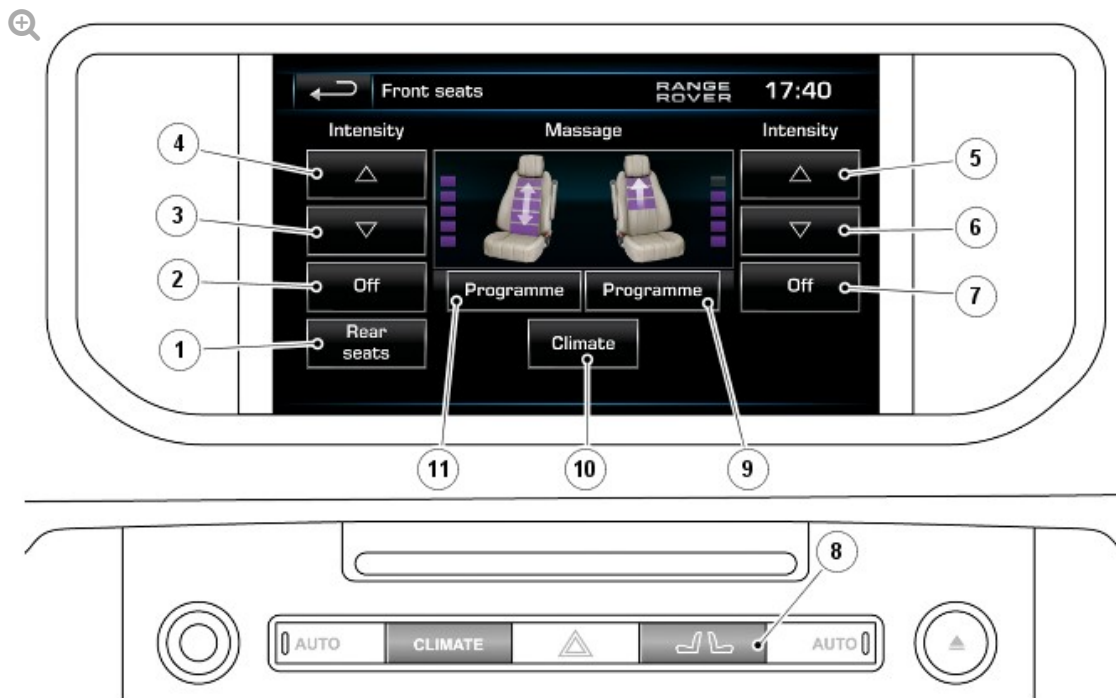 Front seats
RANGE
ROVER
17:40
Intensity
Massage
Intensity
4
5
3
6
Off
Off
2
7
Programme
Programme
1
Rear
seats
Climate
11
10
9
8
AUTO
CLIMATE
AUTO